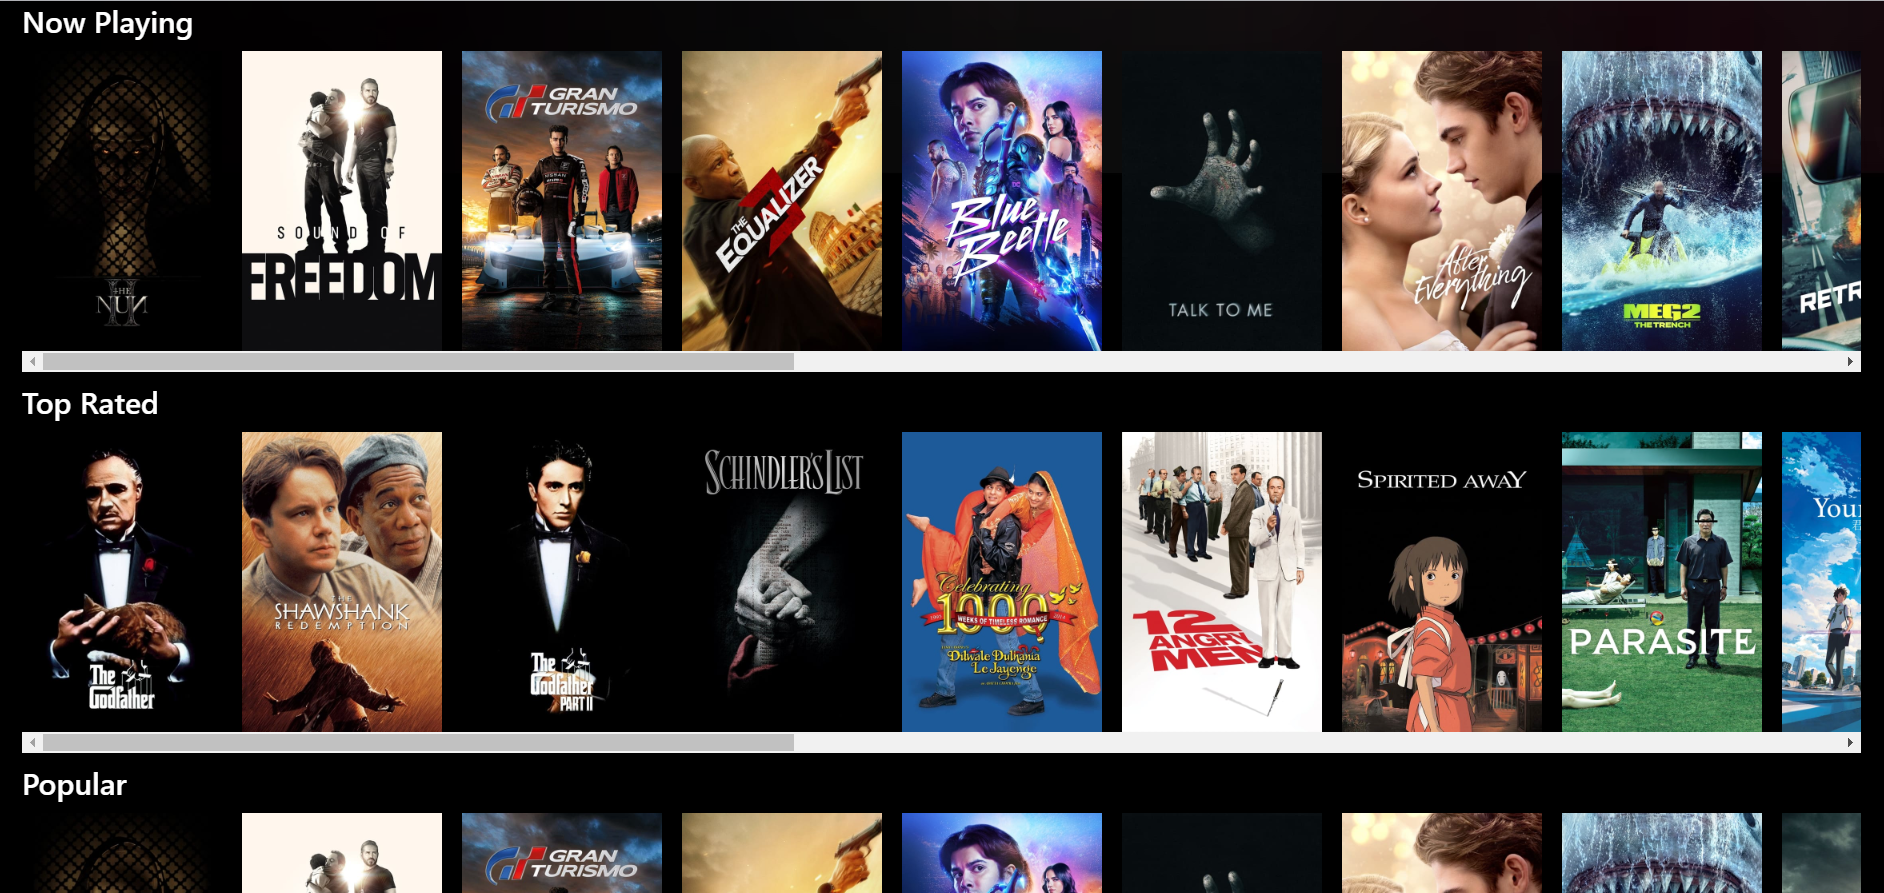 Now Playing
THE
NUN
II
SOUND OF
FREEDOM
GRAN
TURISMO
THE
EQUALIZER
3
Blue
Beetle
TALK TO ME
After
Everything
MEG2
THE TRENCH
RETR
Top Rated
The
Godfather
THE
SHAWSHANK
REDEMPTION
The
Godfather
PART II
SCHINDLER'S LIST
Celebrating
1000
WEEKS OF TIMELESS ROMANCE
Dilwale Dulhania
Le Jayenge
12
ANGRY
MEN
SPIRITED AWAY
PARASITE
Your
君
Popular
GRAN
TURISMO